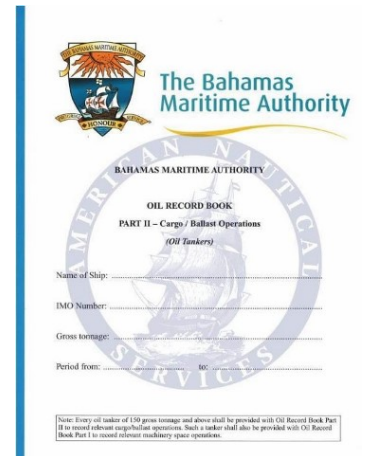 The Bahamas
Maritime Authority
BAHAMAS MARITIME AUTHORITY
OIL RECORD BOOK
PART II – Cargo / Ballast Operations
(Oil Tankers)
Name of Ship:
IMO Number:
Gross tonnage:
Period from: to:
AMERICAN NAUTICAL SERVICES
HONOUR
Note: Every oil tanker of 150 gross tonnage and above shall be provided with Oil Record Book Part
II to record relevant cargo/ballast operations. Such a tanker shall also be provided with Oil Record
Book Part I to record relevant machinery space operations.